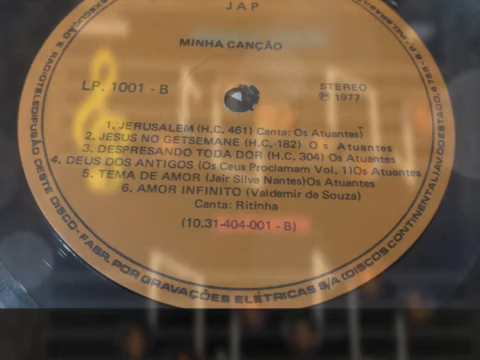 JAP
MINHA CANÇÃO
LP. 1001 - B
STEREO
Ⓟ 1977
1. JERUSALEM (H.C. 461) Canta: Os Atuantes
2. JESUS NO GETSEMANE (H.C.-182) Os Atuantes
3. DESPRESANDO TODA DOR (H.C. 304) Os Atuantes
4. DEUS DOS ANTIGOS (Os Ceus Proclamam Vol. 1)Os Atuantes
5. TEMA DE AMOR (Jair Silva Nantes)Os Atuantes
6. AMOR INFINITO (Valdemir de Souza)
Canta: Ritinha
(10.31-404-001 - B)
EXECUÇÃO E RADIOTELEDIFUSÃO DESTE DISCO - FABR. POR GRAVAÇÕES ELÉTRICAS S/A (DISCOS CONTINENTAL)